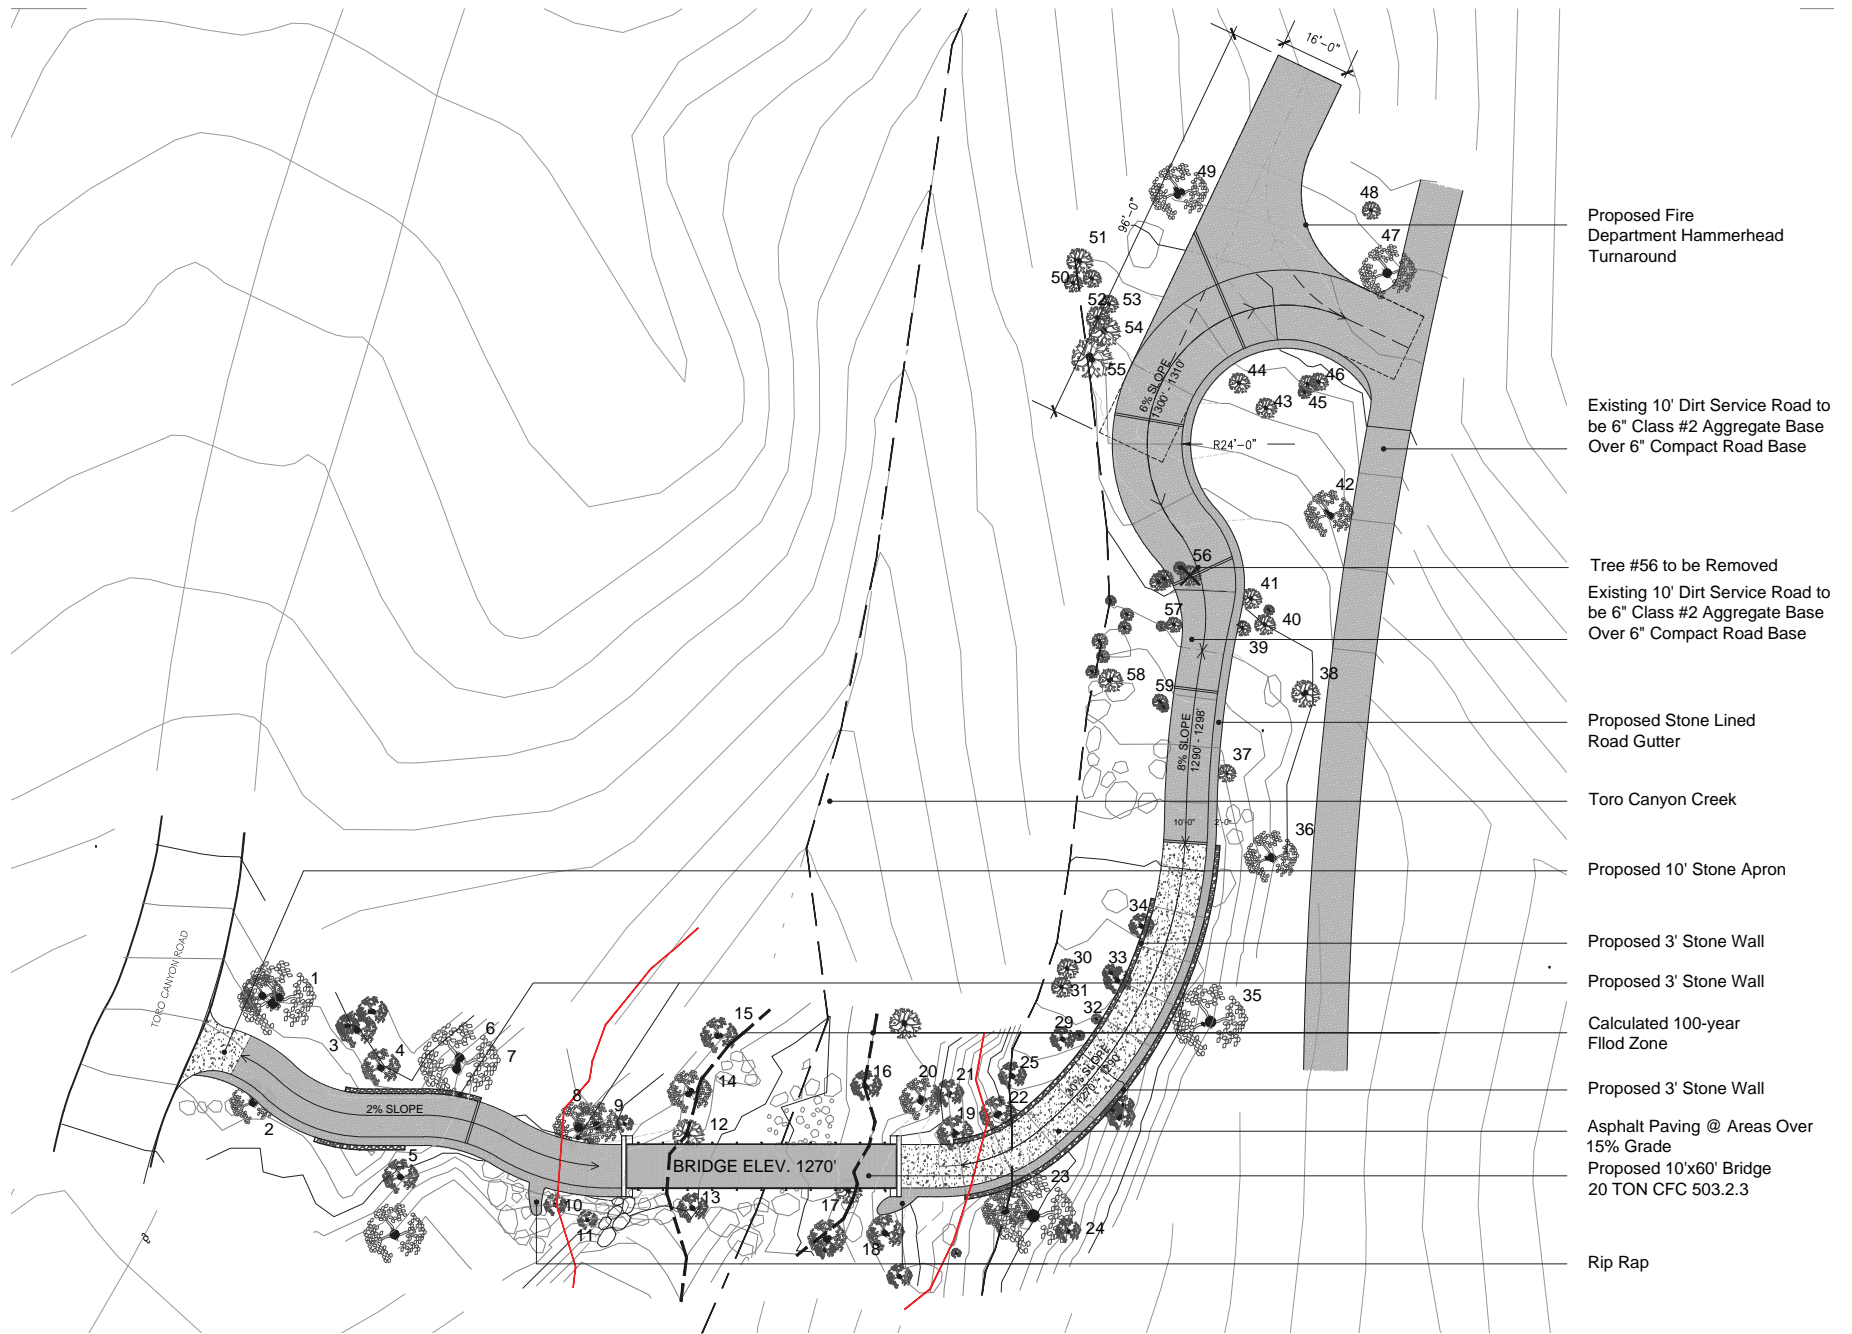 16'-0"
49
48
47
96'-0"
51
50
52
53
54
55
6% SLOPE
1300' - 1310'
44
46
43
45
R24'-0"
42
56
41
57
40
39
58
38
59
8% SLOPE
1290' - 1298'
37
10'-0"
2'-0"
36
34
30
33
31
35
32
29
TORO CANYON ROAD
1
3
4
6
7
2
2% SLOPE
5
8
9
15
14
12
16
20
21
25
19
22
1270' - 1290'
BRIDGE ELEV. 1270'
10
11
13
17
18
23
24
Proposed Fire
Department Hammerhead
Turnaround
Existing 10' Dirt Service Road to
be 6" Class #2 Aggregate Base
Over 6" Compact Road Base
Tree #56 to be Removed
Existing 10' Dirt Service Road to
be 6" Class #2 Aggregate Base
Over 6" Compact Road Base
Proposed Stone Lined
Road Gutter
Toro Canyon Creek
Proposed 10' Stone Apron
Proposed 3' Stone Wall
Proposed 3' Stone Wall
Calculated 100-year
Fllod Zone
Proposed 3' Stone Wall
Asphalt Paving @ Areas Over
15% Grade
Proposed 10'x60' Bridge
20 TON CFC 503.2.3
Rip Rap